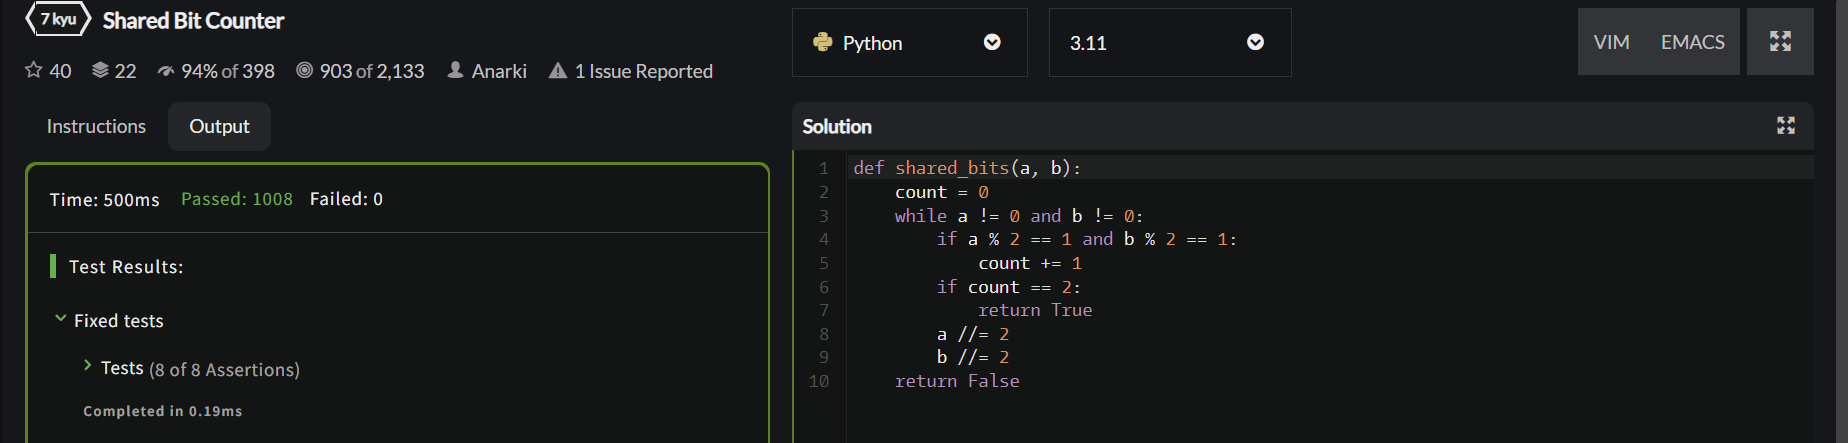 7 kyu Shared Bit Counter
40 22 94% of 398 903 of 2,133 Anarki 1 Issue Reported
Instructions Output
Time: 500ms Passed: 1008 Failed: 0
Test Results:
Fixed tests
Tests (8 of 8 Assertions)
Completed in 0.19ms
Python 3.11 VIM EMACS
Solution
1 def shared_bits(a, b):
2     count = 0
3     while a != 0 and b != 0:
4         if a % 2 == 1 and b % 2 == 1:
5             count += 1
6         if count == 2:
7             return True
8         a //= 2
9         b //= 2
10     return False